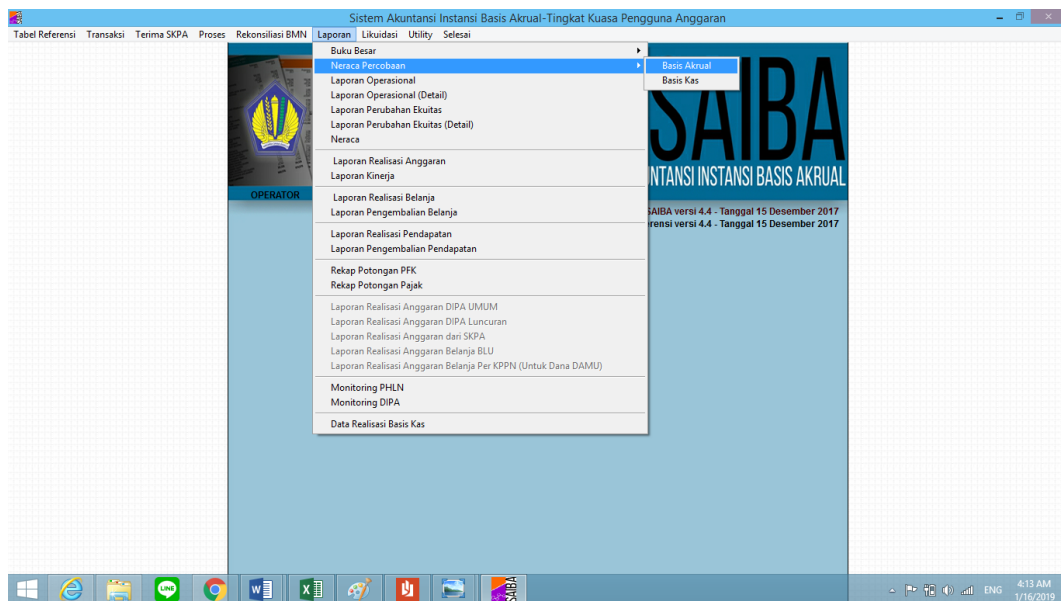 Sistem Akuntansi Instansi Basis Akrual-Tingkat Kuasa Pengguna Anggaran
Tabel Referensi Transaksi Terima SKPA Proses Rekonsiliasi BMN Laporan Likuidasi Utility Selesai
Buku Besar
Neraca Percobaan
Basis Akrual
Laporan Operasional
Basis Kas
Laporan Operasional (Detail)
Laporan Perubahan Ekuitas
Laporan Perubahan Ekuitas (Detail)
Neraca
SAIBA
Laporan Realisasi Anggaran
Laporan Kinerja
NTANSI INSTANSI BASIS AKRUAL
OPERATOR
Laporan Realisasi Belanja
Laporan Pengembalian Belanja
SAIBA versi 4.4 - Tanggal 15 Desember 2017
rensi versi 4.4 - Tanggal 15 Desember 2017
Laporan Realisasi Pendapatan
Laporan Pengembalian Pendapatan
Rekap Potongan PFK
Rekap Potongan Pajak
Laporan Realisasi Anggaran DIPA UMUM
Laporan Realisasi Anggaran DIPA Luncuran
Laporan Realisasi Anggaran dari SKPA
Laporan Realisasi Anggaran Belanja BLU
Laporan Realisasi Anggaran Belanja Per KPPN (Untuk Dana DAMU)
Monitoring PHLN
Monitoring DIPA
Data Realisasi Basis Kas
LINE
SAIBA
ENG
4:13 AM
1/16/2019